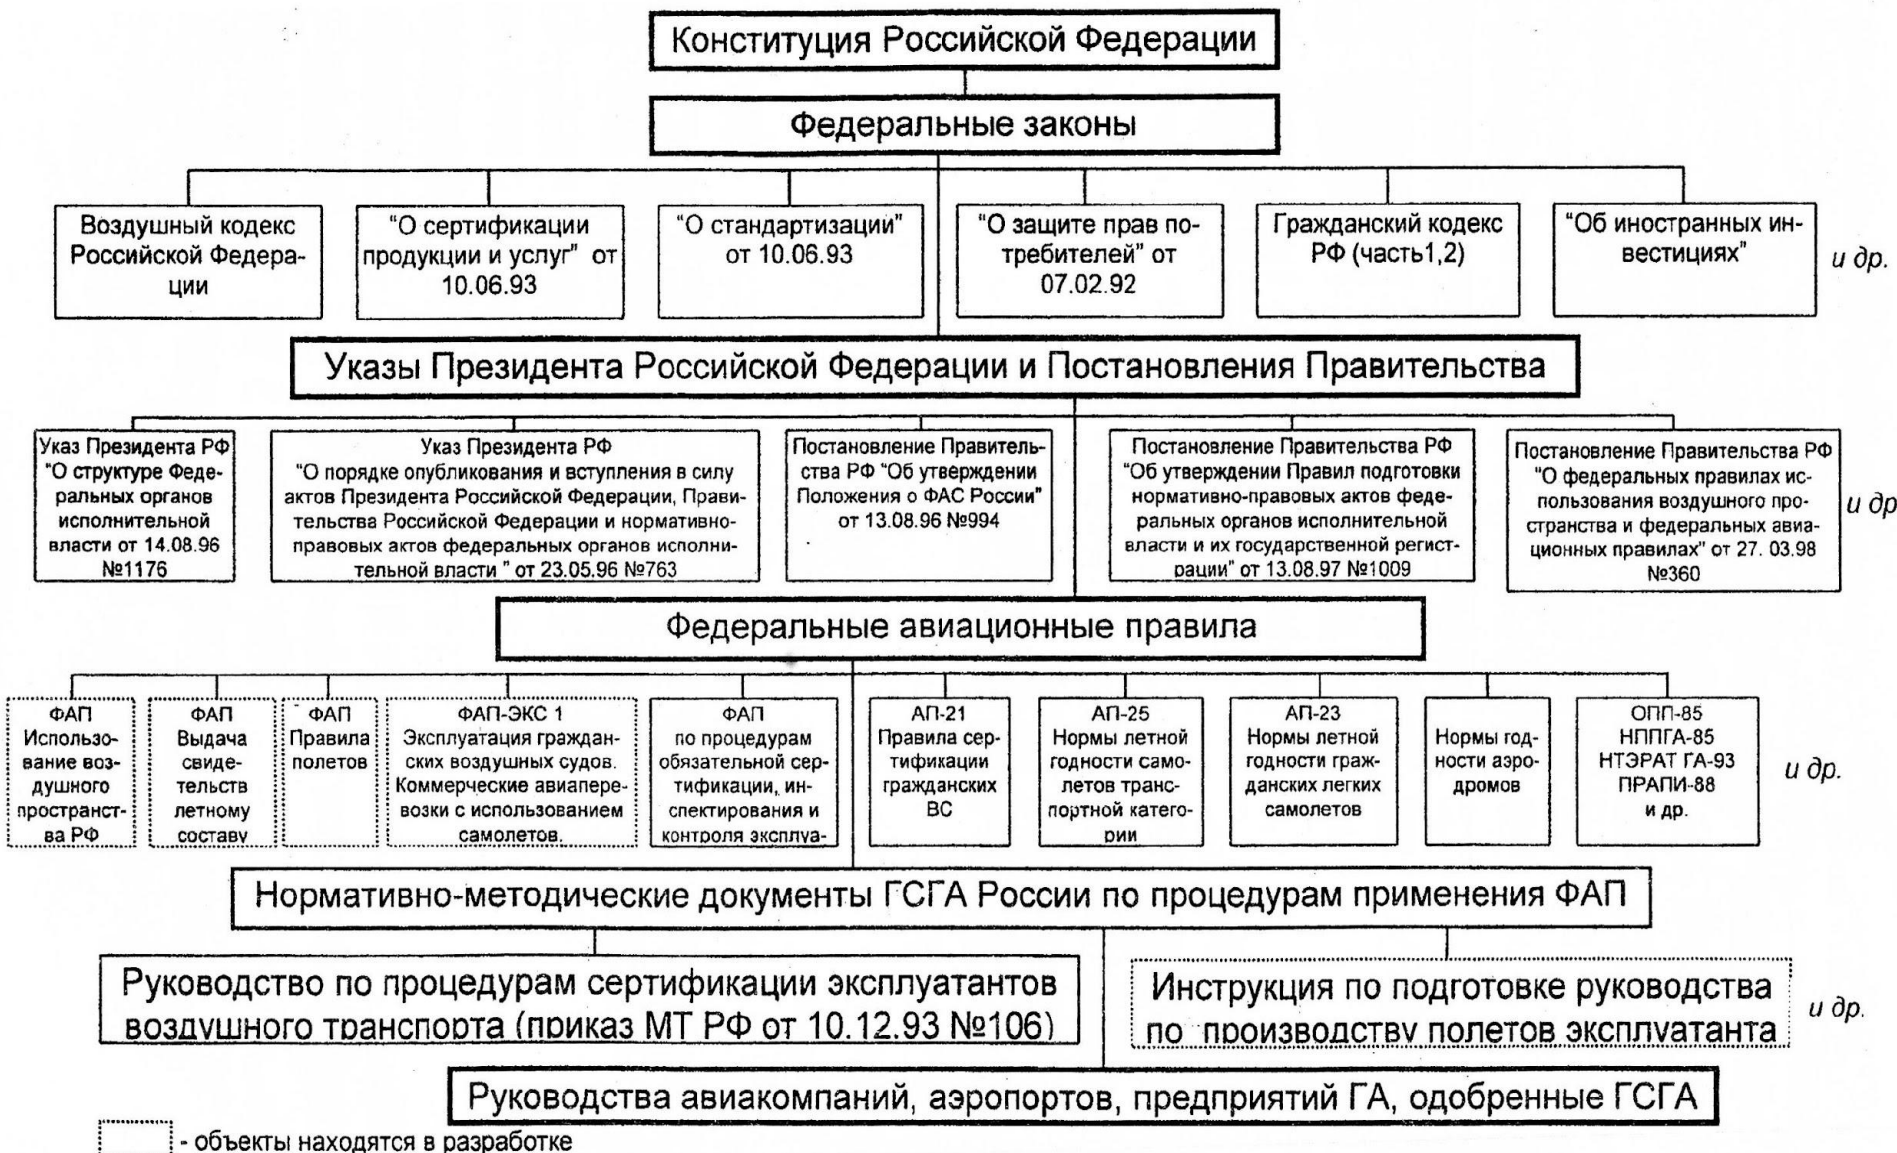 Конституция Российской Федерации
Федеральные законы
Воздушный кодекс
Российской Федера-
ции
"О сертификации
продукции и услуг" от
10.06.93
"О стандартизации"
от 10.06.93
"О защите прав по-
требителей" от
07.02.92
Гражданский кодекс
РФ (часть1,2)
"Об иностранных ин-
вестициях"
и др.
Указы Президента Российской Федерации и Постановления Правительства
Указ Президента РФ
"О структуре Феде-
ральных органов
исполнительной
власти от 14.08.96
№1176
Указ Президента РФ
"О порядке опубликования и вступления в силу
актов Президента Российской Федерации, Прави-
тельства Российской Федерации и нормативно-
правовых актов федеральных органов исполни-
тельной власти " от 23.05.96 №763
Постановление Правитель-
ства РФ "Об утверждении
Положения о ФАС России"
от 13.08.96 №994
Постановление Правительства РФ
"Об утверждении Правил подготовки
нормативно-правовых актов феде-
ральных органов исполнительной
власти и их государственной регист-
рации" от 13.08.97 №1009
Постановление Правительства РФ
"О федеральных правилах ис-
пользования воздушного про-
странства и федеральных авиа-
ционных правилах" от 27. 03.98
№360
и др
Федеральные авиационные правила
ФАП
Использо-
вание воз-
душного
пространст-
ва РФ
ФАП
Выдача
свиде-
тельств
летному
составу
ФАП
Правила
полетов
ФАП-ЭКС 1
Эксплуатация граждан-
ских воздушных судов.
Коммерческие авиапере-
возки с использованием
самолетов.
ФАП
по процедурам
обязательной сер-
тификации, ин-
спектирования и
контроля эксплуа-
АП-21
Правила сер-
тификации
гражданских
ВС
АП-25
Нормы летной
годности само-
летов транс-
портной катего-
рии
АП-23
Нормы летной
годности граж-
данских легких
самолетов
Нормы год-
ности аэро-
дромов
ОПП-85
НППГА-85
НТЭРАТ ГА-93
ПРАПИ-88
и др.
и др.
Нормативно-методические документы ГСГА России по процедурам применения ФАП
Руководство по процедурам сертификации эксплуатантов
воздушного транспорта (приказ МТ РФ от 10.12.93 №106)
Инструкция по подготовке руководства
по производству полетов эксплуатанта
и др.
Руководства авиакомпаний, аэропортов, предприятий ГА, одобренные ГСГА
- объекты находятся в разработке